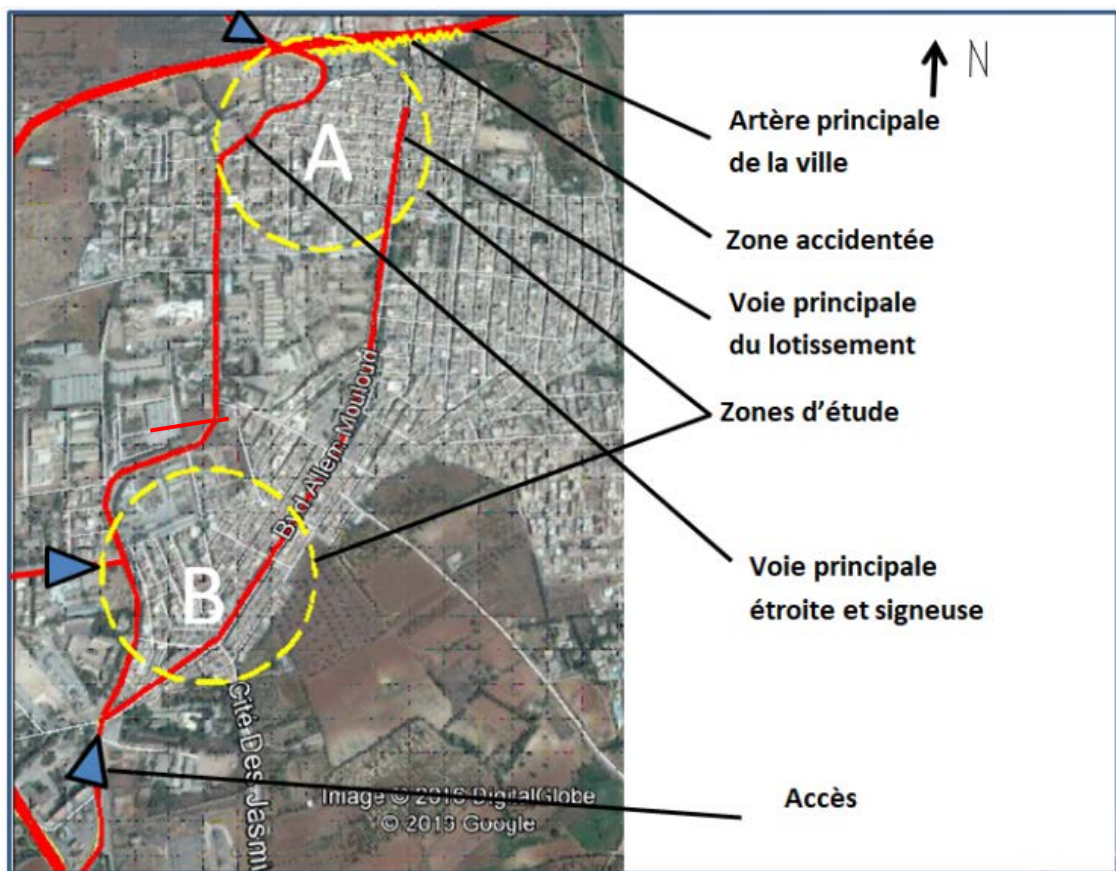 N
Artère principale
de la ville
Zone accidentée
Voie principale
du lotissement
Zones d’étude
Voie principale
étroite et signeuse
Accès
A
B
Bvd Allem Mouloud
Cité Des Jasmi
Image © 2016 DigitalGlobe
© 2013 Google